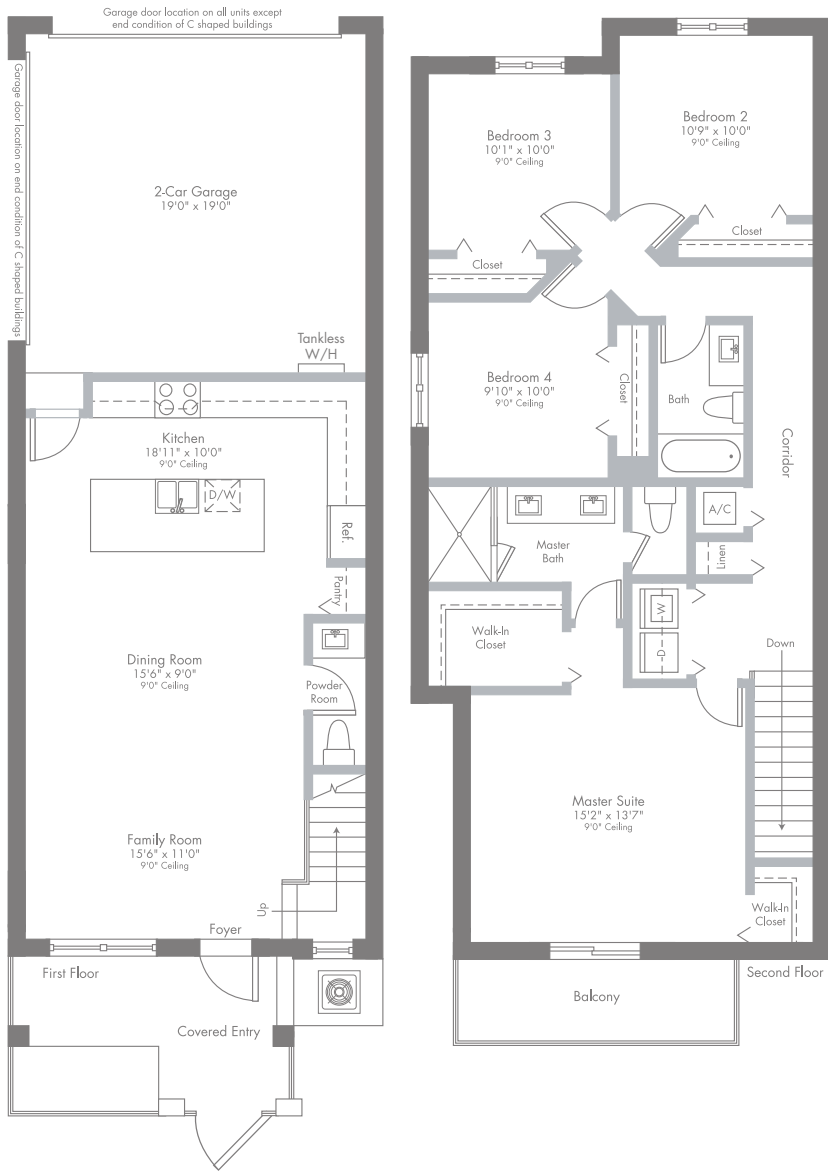 Garage door location on all units except
end condition of C shaped buildings
Garage door location on end condition of C shaped buildings
2-Car Garage
19'0" x 19'0"
Tankless
W/H
Kitchen
18'11" x 10'0"
9'0" Ceiling
D/W
Ref.
Pantry
Dining Room
15'6" x 9'0"
9'0" Ceiling
Powder
Room
Family Room
15'6" x 11'0"
9'0" Ceiling
Up
Foyer
First Floor
Covered Entry
Bedroom 3
10'1" x 10'0"
9'0" Ceiling
Bedroom 2
10'9" x 10'0"
9'0" Ceiling
Closet
Closet
Bedroom 4
9'10" x 10'0"
9'0" Ceiling
Closet
Bath
Corridor
A/C
Master
Bath
Linen
Walk-In
Closet
W
D
Down
Master Suite
15'2" x 13'7"
9'0" Ceiling
Walk-In
Closet
Second Floor
Balcony